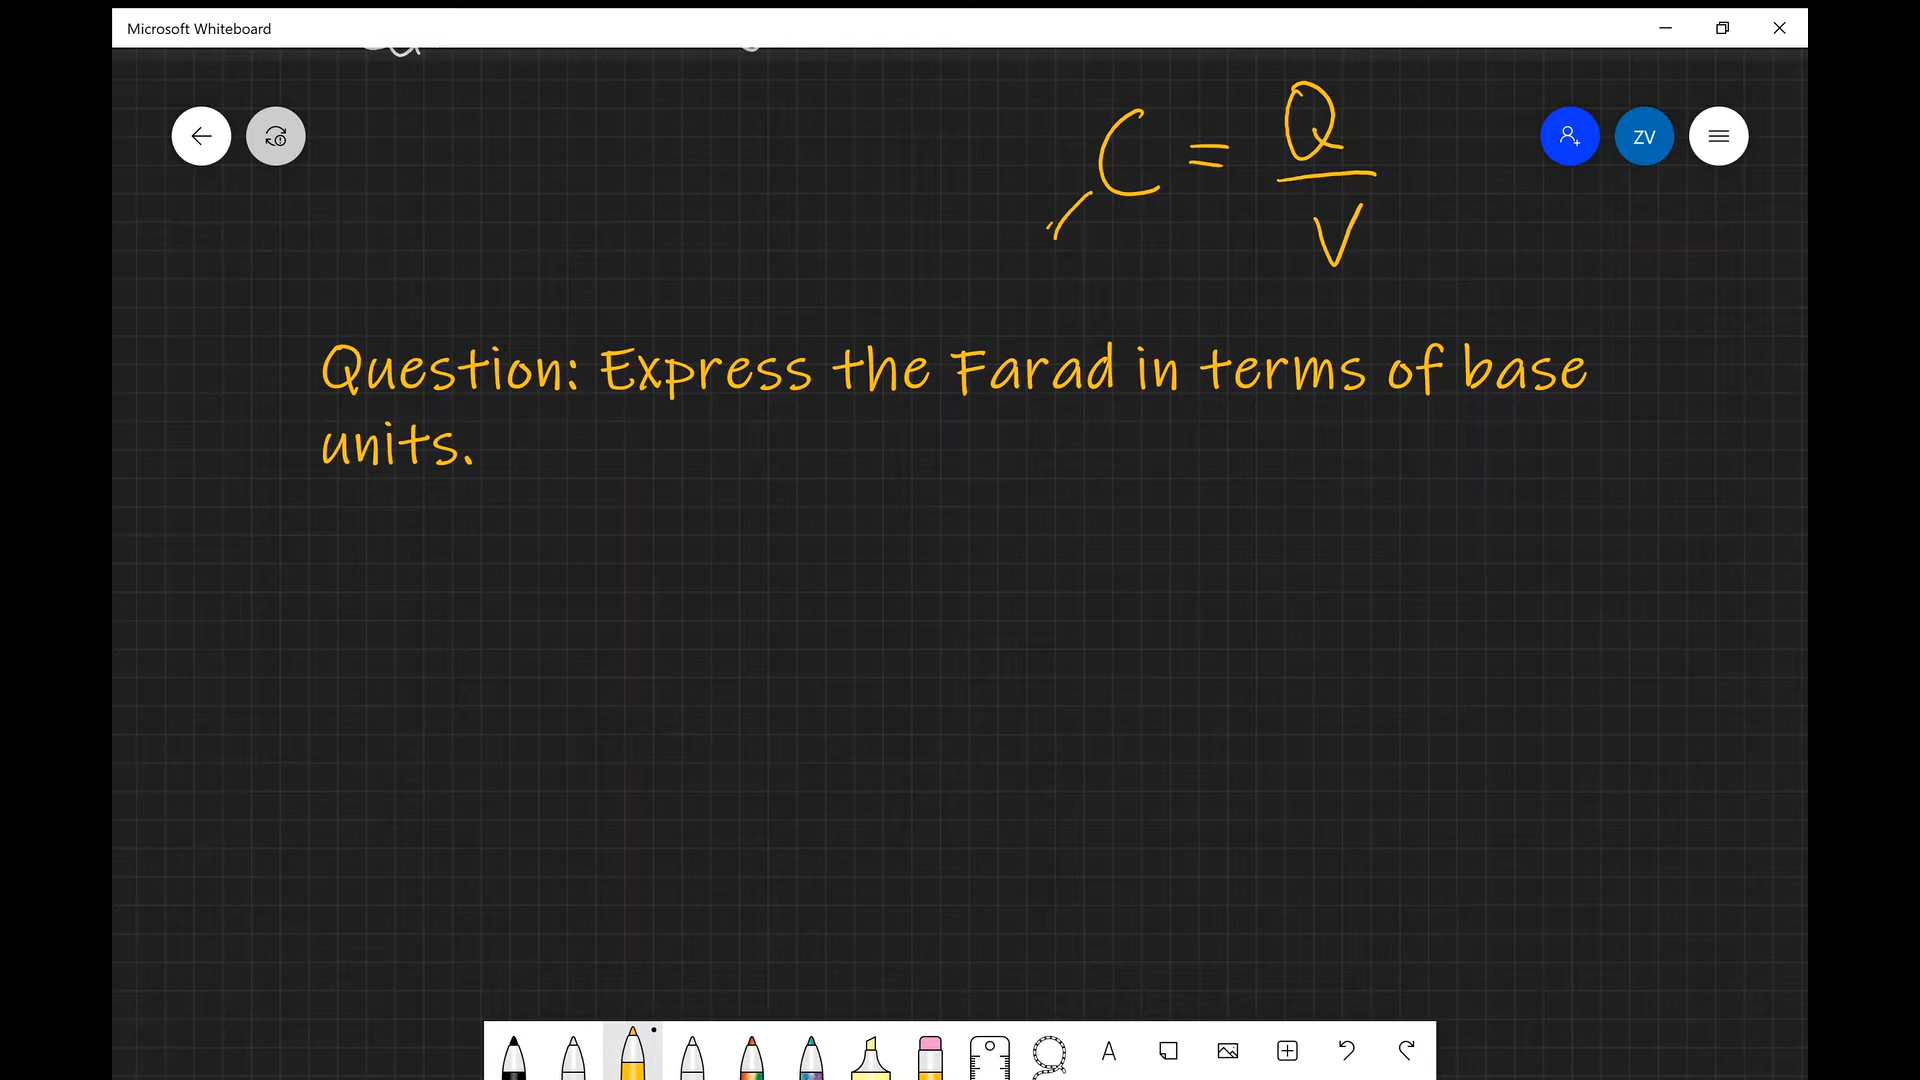 Microsoft Whiteboard
C = Q / V
ZV
Question: Express the Farad in terms of base
units.
A